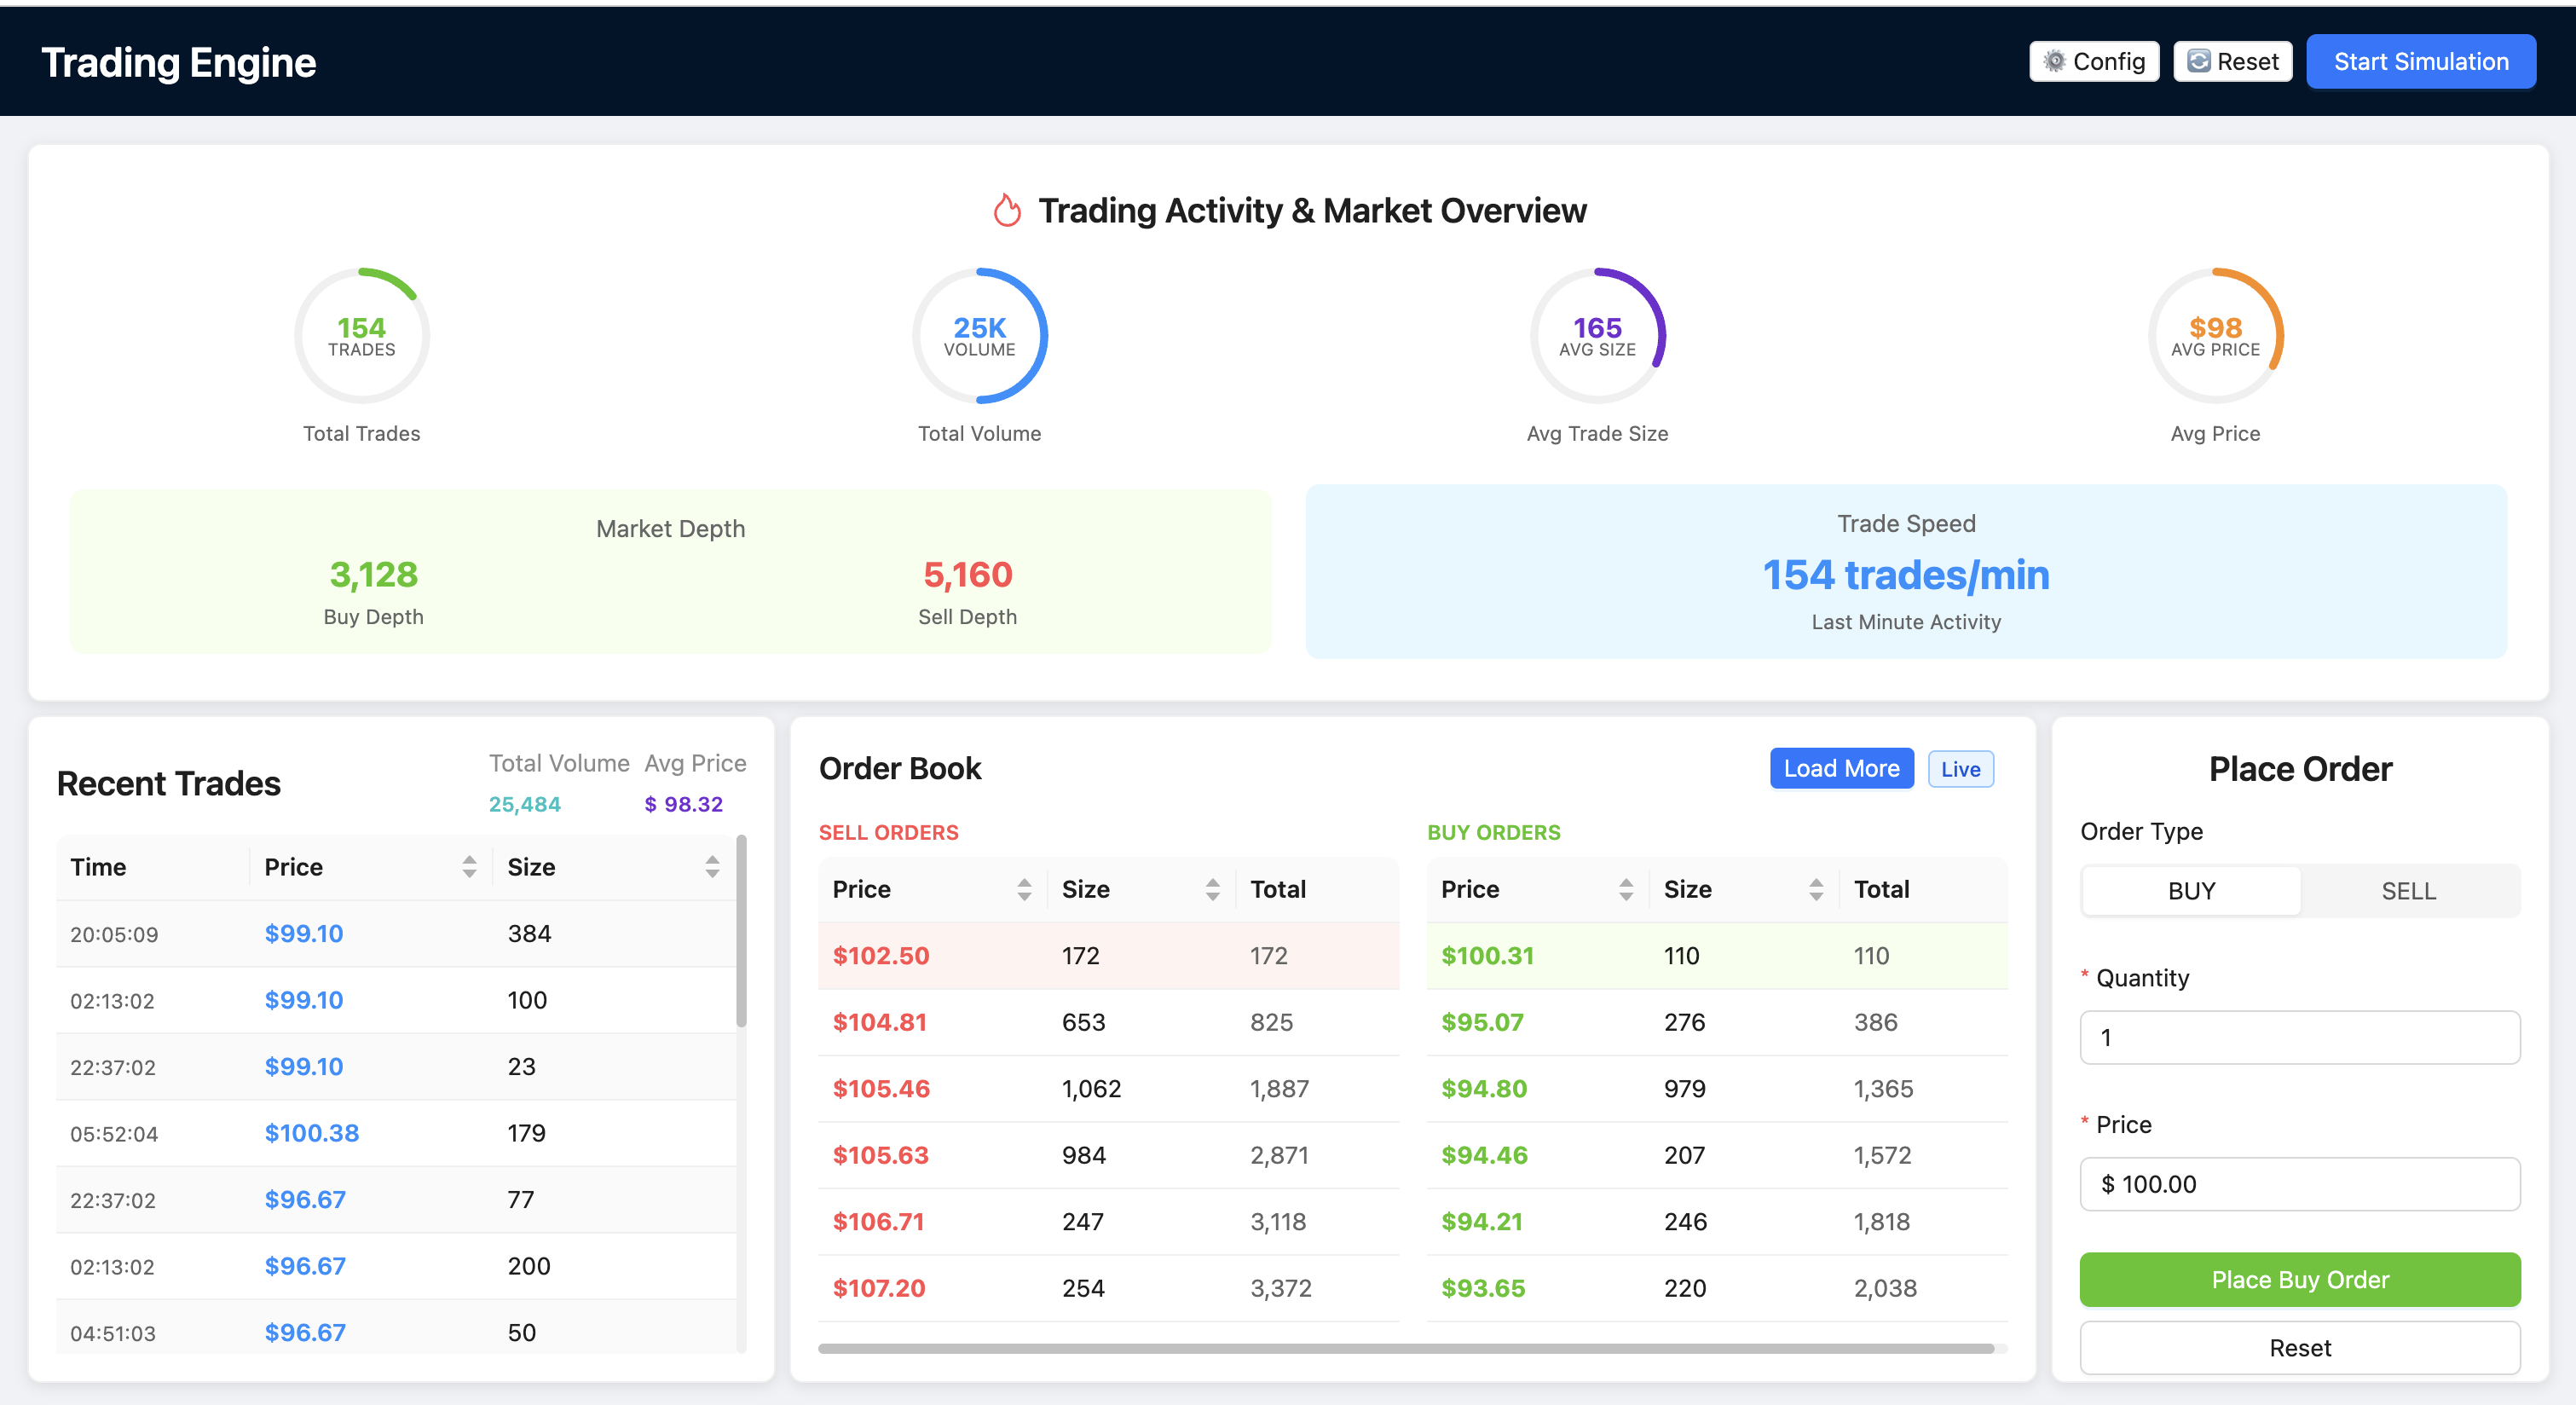 Trading Engine
Config
Reset
Start Simulation
Trading Activity & Market Overview
154
TRADES
Total Trades
25K
VOLUME
Total Volume
165
AVG SIZE
Avg Trade Size
$98
AVG PRICE
Avg Price
Market Depth
3,128
Buy Depth
5,160
Sell Depth
Trade Speed
154 trades/min
Last Minute Activity
Recent Trades
Total Volume
25,484
Avg Price
$ 98.32
Time Price Size
20:05:09 $99.10 384
02:13:02 $99.10 100
22:37:02 $99.10 23
05:52:04 $100.38 179
22:37:02 $96.67 77
02:13:02 $96.67 200
04:51:03 $96.67 50
Order Book
Load More
Live
SELL ORDERS
Price Size Total
$102.50 172 172
$104.81 653 825
$105.46 1,062 1,887
$105.63 984 2,871
$106.71 247 3,118
$107.20 254 3,372
BUY ORDERS
Price Size Total
$100.31 110 110
$95.07 276 386
$94.80 979 1,365
$94.46 207 1,572
$94.21 246 1,818
$93.65 220 2,038
Place Order
Order Type
BUY SELL
* Quantity
1
* Price
$ 100.00
Place Buy Order
Reset